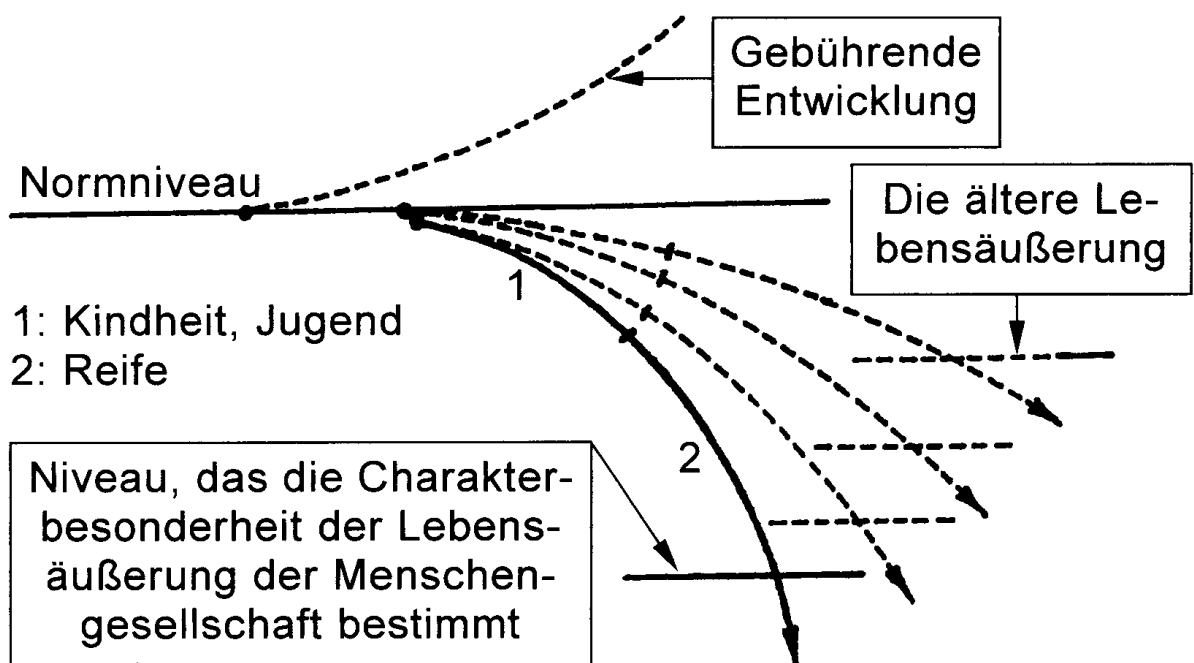 Gebührende
Entwicklung
Normniveau
Die ältere Le-
bensäußerung
1
1: Kindheit, Jugend
2: Reife
2
Niveau, das die Charakter-
besonderheit der Lebens-
äußerung der Menschen-
gesellschaft bestimmt